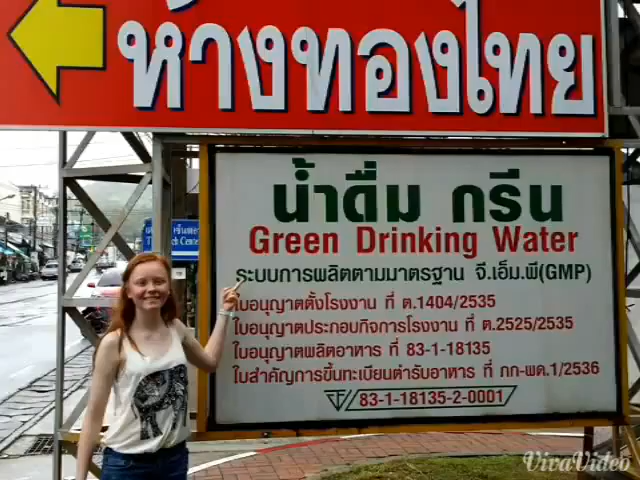 ห้างทองไทย
น้ำดื่ม กรีน
Green Drinking Water
ระบบการผลิตตามมาตรฐาน จี.เอ็ม.พี(GMP)
ใบอนุญาตตั้งโรงงาน ที่ ต.1404/2535
ใบอนุญาตประกอบกิจการโรงงาน ที่ ต.2525/2535
ใบอนุญาตผลิตอาหาร ที่ 83-1-18135
ใบสำคัญการขึ้นทะเบียนตำรับอาหาร ที่ กก-ผด.1/2536
83-1-18135-2-0001
VivaVideo